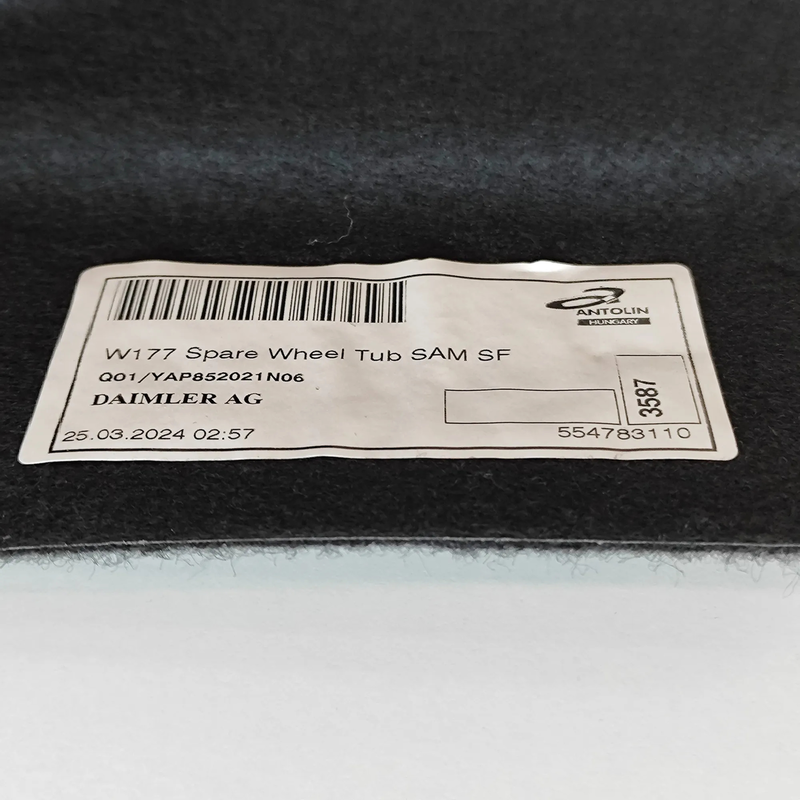 ANTOLIN
HUNGARY
W177 Spare Wheel Tub SAM SF
Q01/YAP852021N06
DAIMLER AG
3587
25.03.2024 02:57
554783110